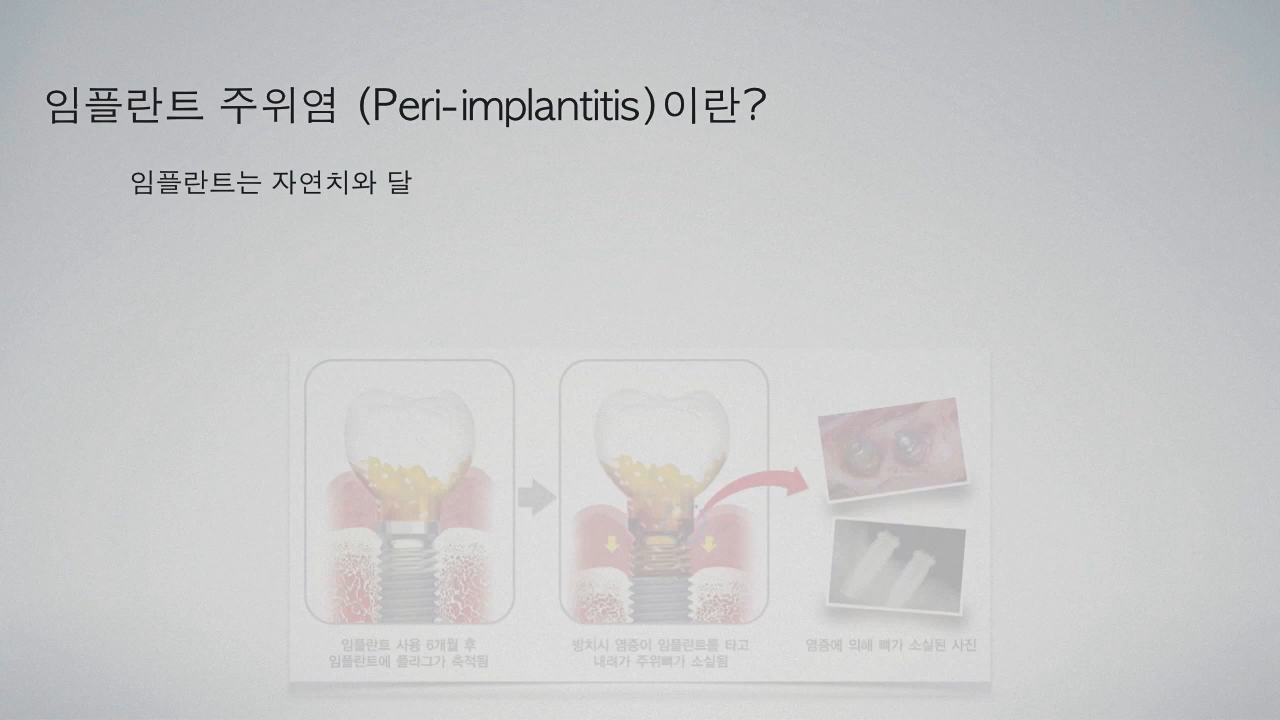 임플란트 주위염 (Peri-implantitis)이란?
임플란트는 자연치와 달
임플란트 사용 6개월 후
임플란트에 플라그가 축적됨
방치시 염증이 임플란트를 타고
내려가 주위뼈가 소실됨
염증에 의해 뼈가 소실된 사진